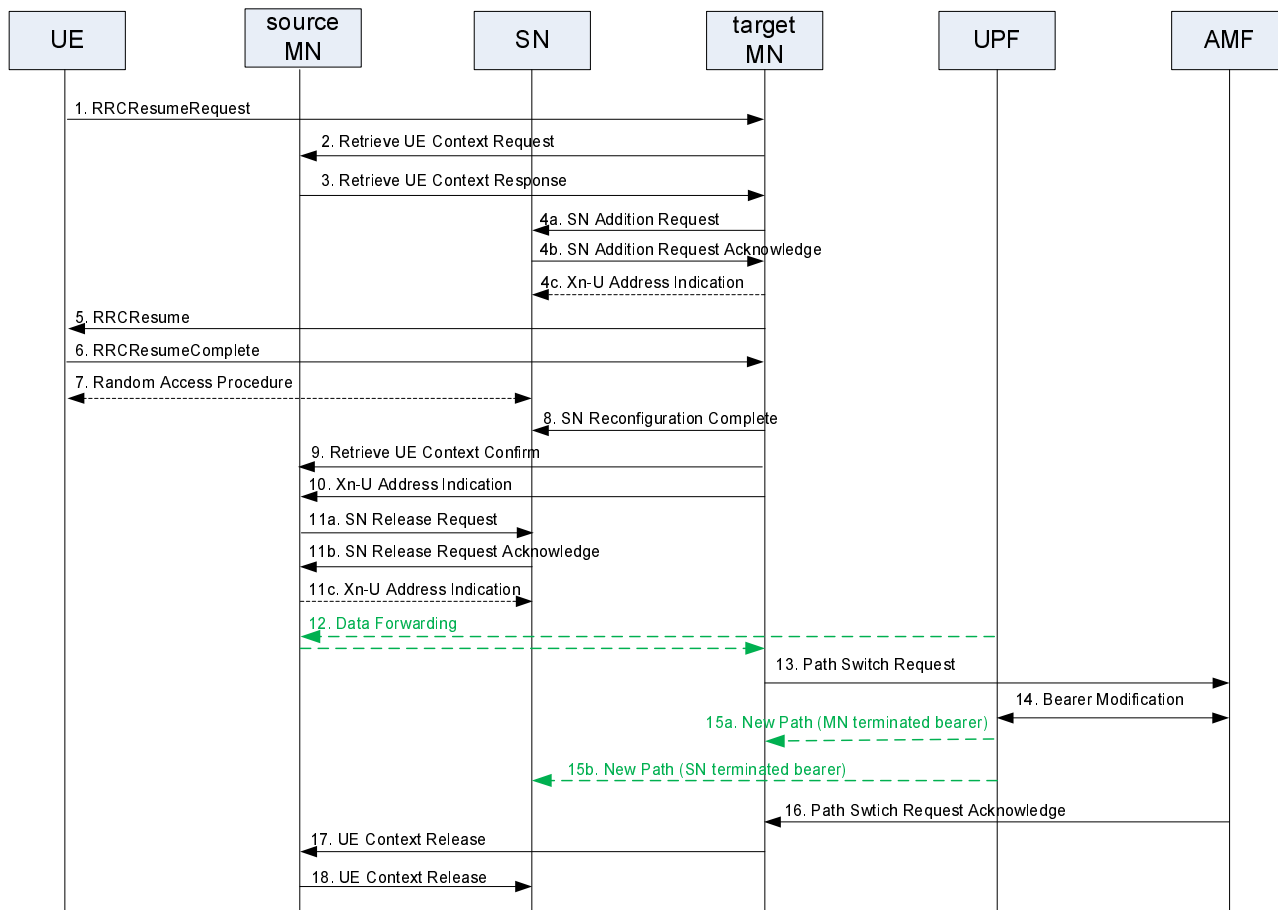 UE
source
MN
SN
target
MN
UPF
AMF
1. RRCResumeRequest
2. Retrieve UE Context Request
3. Retrieve UE Context Response
4a. SN Addition Request
4b. SN Addition Request Acknowledge
4c. Xn-U Address Indication
5. RRCResume
6. RRCResumeComplete
7. Random Access Procedure
8. SN Reconfiguration Complete
9. Retrieve UE Context Confirm
10. Xn-U Address Indication
11a. SN Release Request
11b. SN Release Request Acknowledge
11c. Xn-U Address Indication
12. Data Forwarding
13. Path Switch Request
14. Bearer Modification
15a. New Path (MN terminated bearer)
15b. New Path (SN terminated bearer)
16. Path Swtich Request Acknowledge
17. UE Context Release
18. UE Context Release